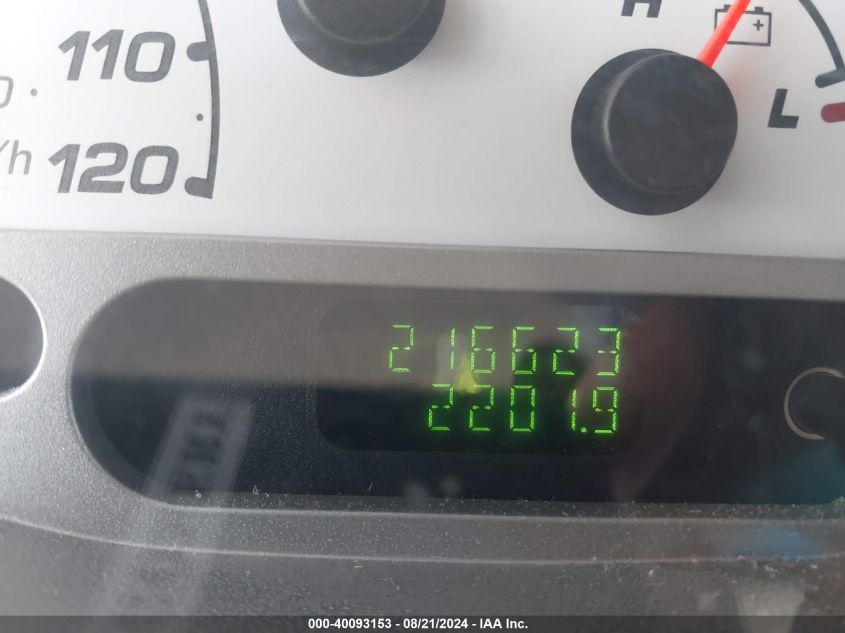 H
110
L
/h 120
216623
2201.9
000-40093153 - 08/21/2024 - IAA Inc.